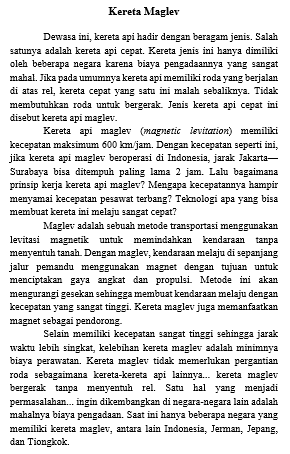 Kereta Maglev
Dewasa ini, kereta api hadir dengan beragam jenis. Salah
satunya adalah kereta api cepat. Kereta jenis ini hanya dimiliki
oleh beberapa negara karena biaya pengadaannya yang sangat
mahal. Jika pada umumnya kereta api memiliki roda yang berjalan
di atas rel, kereta cepat yang satu ini malah sebaliknya. Tidak
membutuhkan roda untuk bergerak. Jenis kereta api cepat ini
disebut kereta api maglev.
Kereta api maglev (magnetic levitation) memiliki
kecepatan maksimum 600 km/jam. Dengan kecepatan seperti ini,
jika kereta api maglev beroperasi di Indonesia, jarak Jakarta—
Surabaya bisa ditempuh paling lama 2 jam. Lalu bagaimana
prinsip kerja kereta api maglev? Mengapa kecepatannya hampir
menyamai kecepatan pesawat terbang? Teknologi apa yang bisa
membuat kereta ini melaju sangat cepat?
Maglev adalah sebuah metode transportasi menggunakan
levitasi magnetik untuk memindahkan kendaraan tanpa
menyentuh tanah. Dengan maglev, kendaraan melaju di sepanjang
jalur pemandu menggunakan magnet dengan tujuan untuk
menciptakan gaya angkat dan propulsi. Metode ini akan
mengurangi gesekan sehingga membuat kendaraan melaju dengan
kecepatan yang sangat tinggi. Kereta maglev juga memanfaatkan
magnet sebagai pendorong.
Selain memiliki kecepatan sangat tinggi sehingga jarak
waktu lebih singkat, kelebihan kereta maglev adalah minimnya
biaya perawatan. Kereta maglev tidak memerlukan pergantian
roda sebagaimana kereta-kereta api lainnya... kereta maglev
bergerak tanpa menyentuh rel. Satu hal yang menjadi
permasalahan... ingin dikembangkan di negara-negara lain adalah
mahalnya biaya pengadaan. Saat ini hanya beberapa negara yang
memiliki kereta maglev, antara lain Indonesia, Jerman, Jepang,
dan Tiongkok.